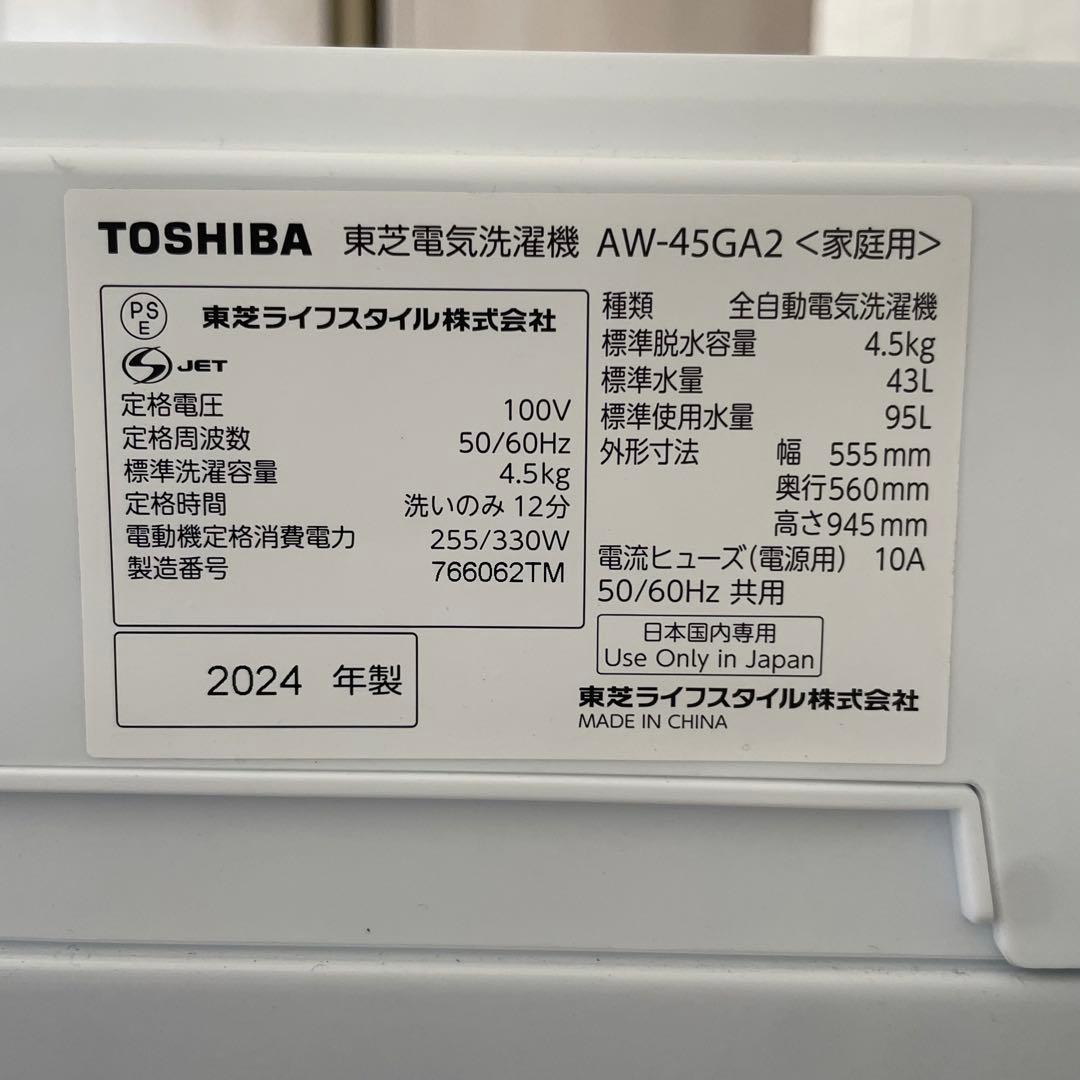 TOSHIBA 東芝電気洗濯機 AW-45GA2 <家庭用>
PS
E
東芝ライフスタイル株式会社
JET
定格電圧 100V
定格周波数 50/60Hz
標準洗濯容量 4.5kg
定格時間 洗いのみ 12分
電動機定格消費電力 255/330W
製造番号 766062TM
2024 年製
種類 全自動電気洗濯機
標準脱水容量 4.5kg
標準水量 43L
標準使用水量 95L
外形寸法 幅 555mm
奥行560mm
高さ945mm
電流ヒューズ(電源用) 10A
50/60Hz 共用
日本国内専用
Use Only in Japan
東芝ライフスタイル株式会社
MADE IN CHINA